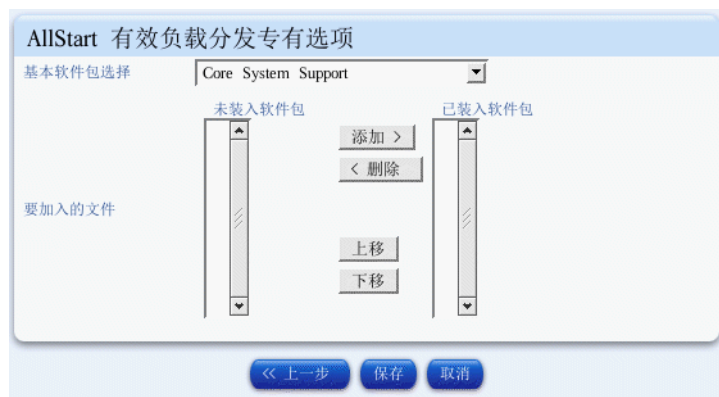 AllStart 有效负载分发专有选项
基本软件包选择 Core System Support
未装入软件包 已装入软件包
添加 >
< 删除
要加入的文件
上移
下移
<< 上一步 保存 取消